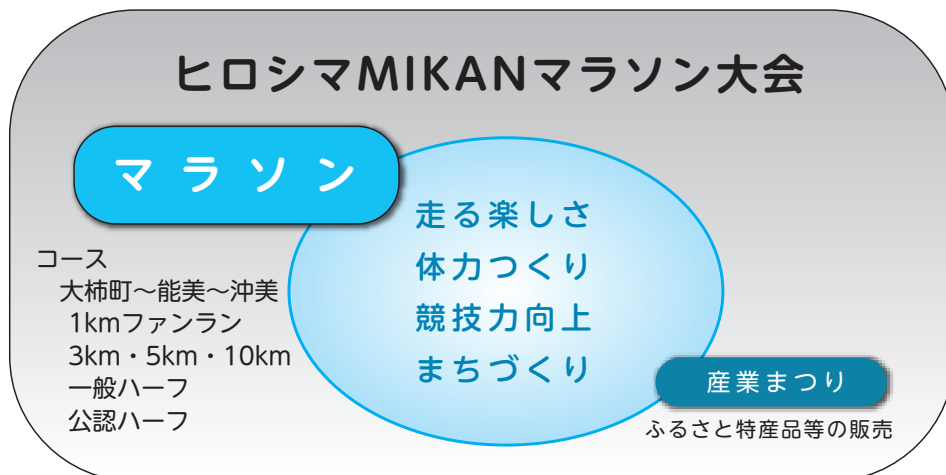 ヒロシマMIKANマラソン大会
マラソン
コース
大柿町～能美～沖美
1kmファンラン
3km・5km・10km
一般ハーフ
公認ハーフ
走る楽しさ
体力つくり
競技力向上
まちづくり
産業まつり
ふるさと特産品等の販売